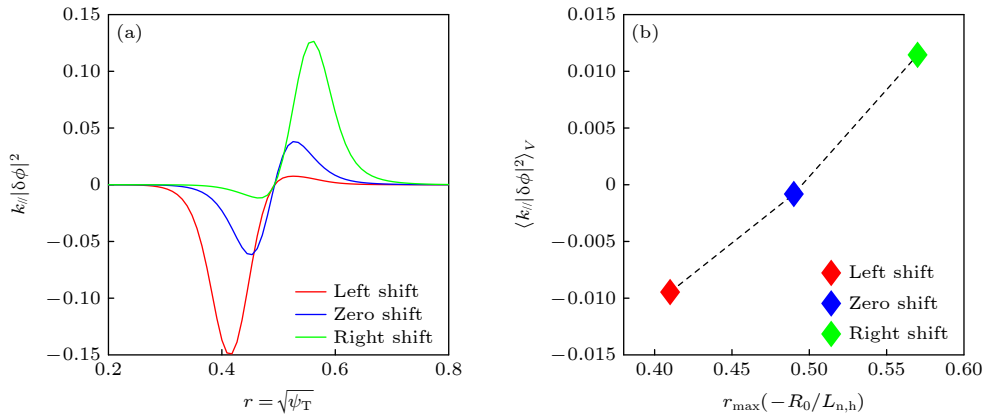 (a)
0.10
0.05
0
−0.05
−0.10
−0.15
k//|δϕ|²
0.2
0.4
0.6
0.8
r = √ψT
Left shift
Zero shift
Right shift
(b)
0.015
0.010
0.005
0
−0.005
−0.010
−0.015
⟨k//|δϕ|²⟩V
0.40
0.45
0.50
0.55
0.60
rmax(−R0/Ln,h)
Left shift
Zero shift
Right shift